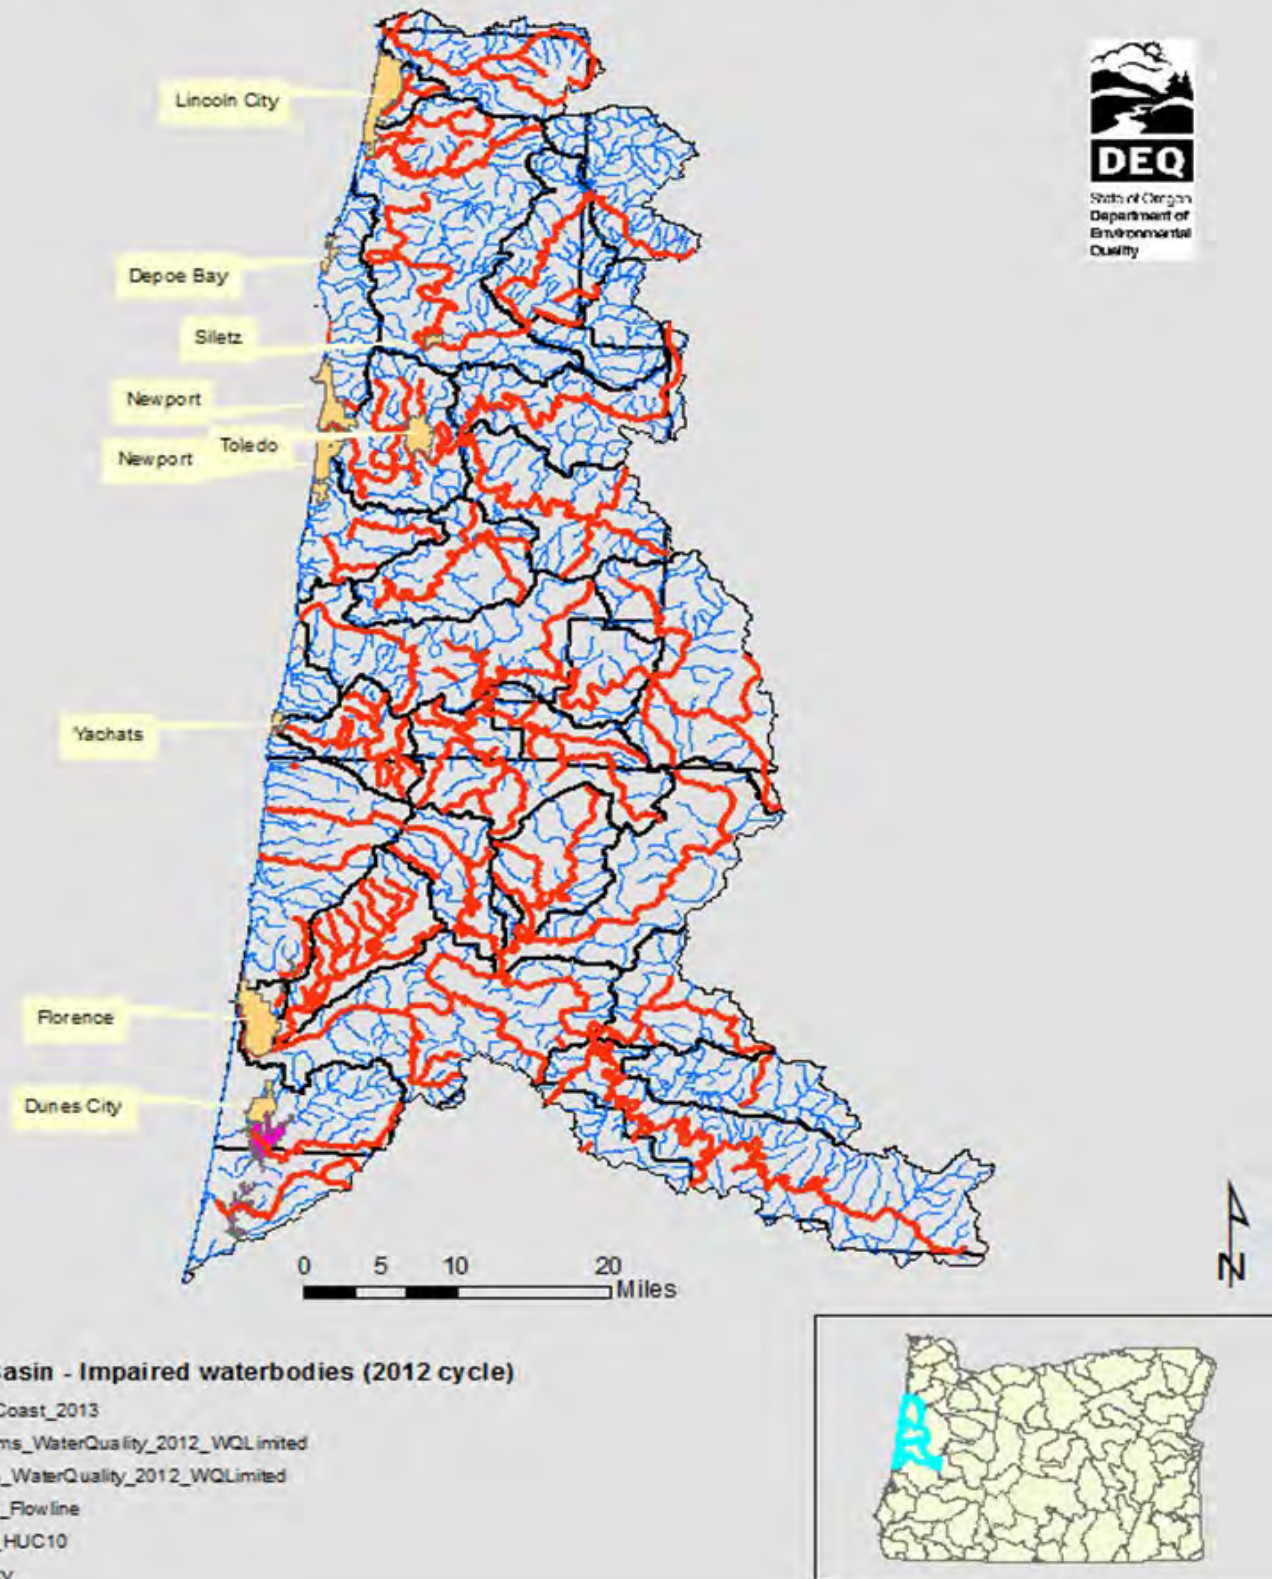 Lincoln City
DEQ
State of Oregon
Department of
Environmental
Quality
Depoe Bay
Siletz
Newport
Toledo
Newport
Yachats
Florence
Dunes City
0 5 10 20
Miles
N
asin - Impaired waterbodies (2012 cycle)
Coast_2013
ms_WaterQuality_2012_WQLimited
_WaterQuality_2012_WQLimited
_Flowline
_HUC10